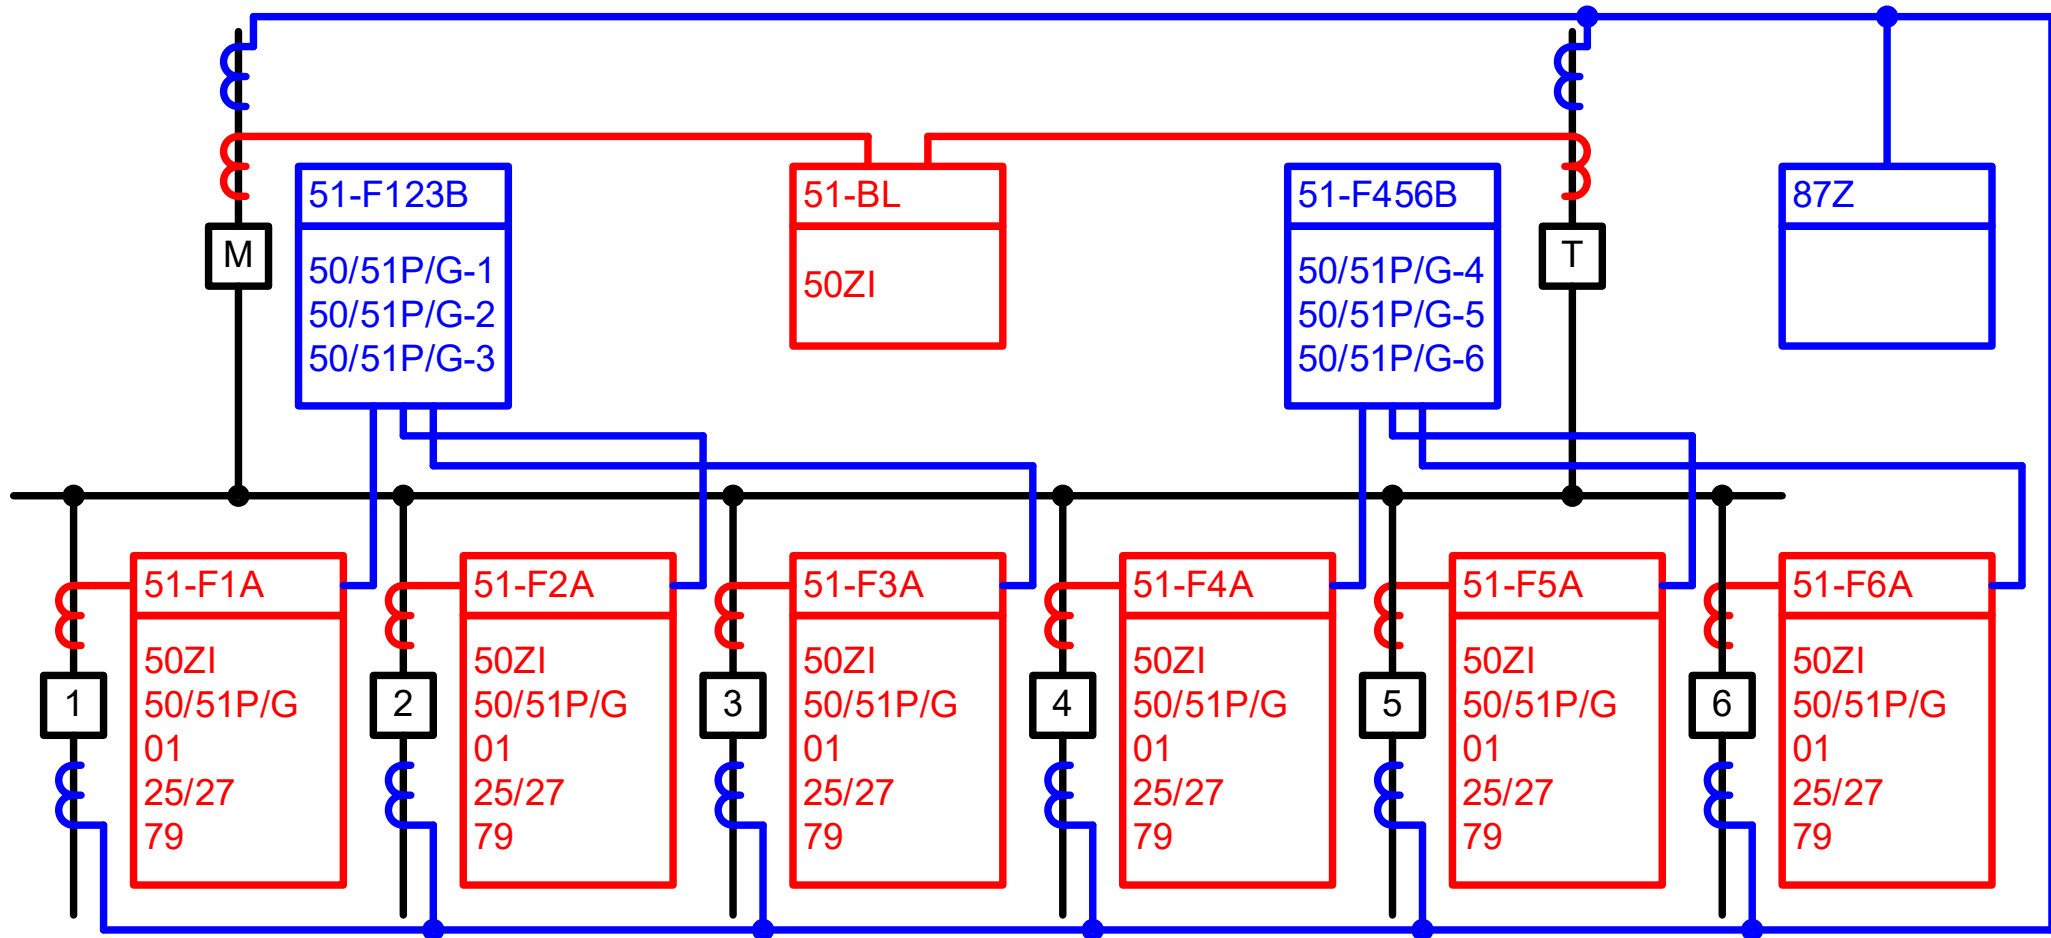 51-F123B
51-BL
51-F456B
87Z
M
T
50/51P/G-1
50/51P/G-2
50/51P/G-3
50ZI
50/51P/G-4
50/51P/G-5
50/51P/G-6
1
51-F1A
50ZI
50/51P/G
01
25/27
79
2
51-F2A
50ZI
50/51P/G
01
25/27
79
3
51-F3A
50ZI
50/51P/G
01
25/27
79
4
51-F4A
50ZI
50/51P/G
01
25/27
79
5
51-F5A
50ZI
50/51P/G
01
25/27
79
6
51-F6A
50ZI
50/51P/G
01
25/27
79